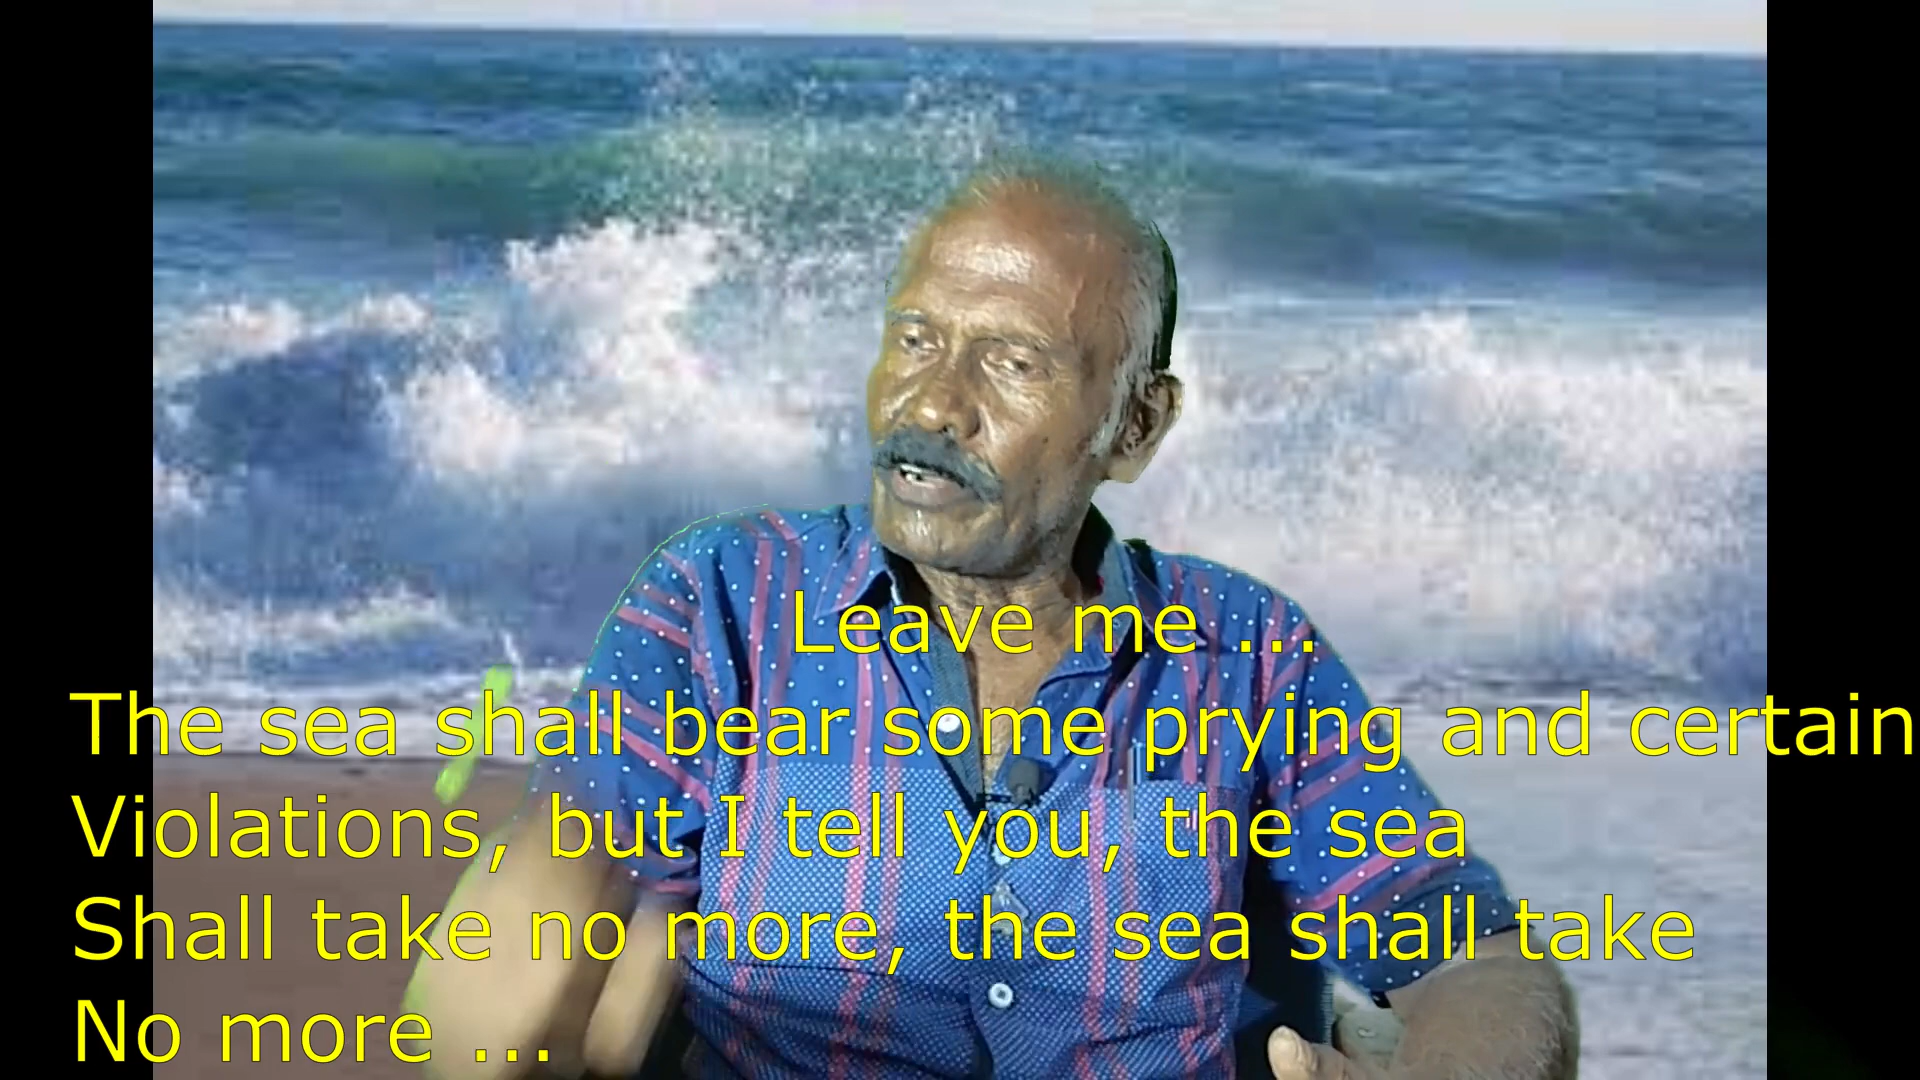 Leave me ...
The sea shall bear some prying and certain
Violations, but I tell you, the sea
Shall take no more, the sea shall take
No more ...